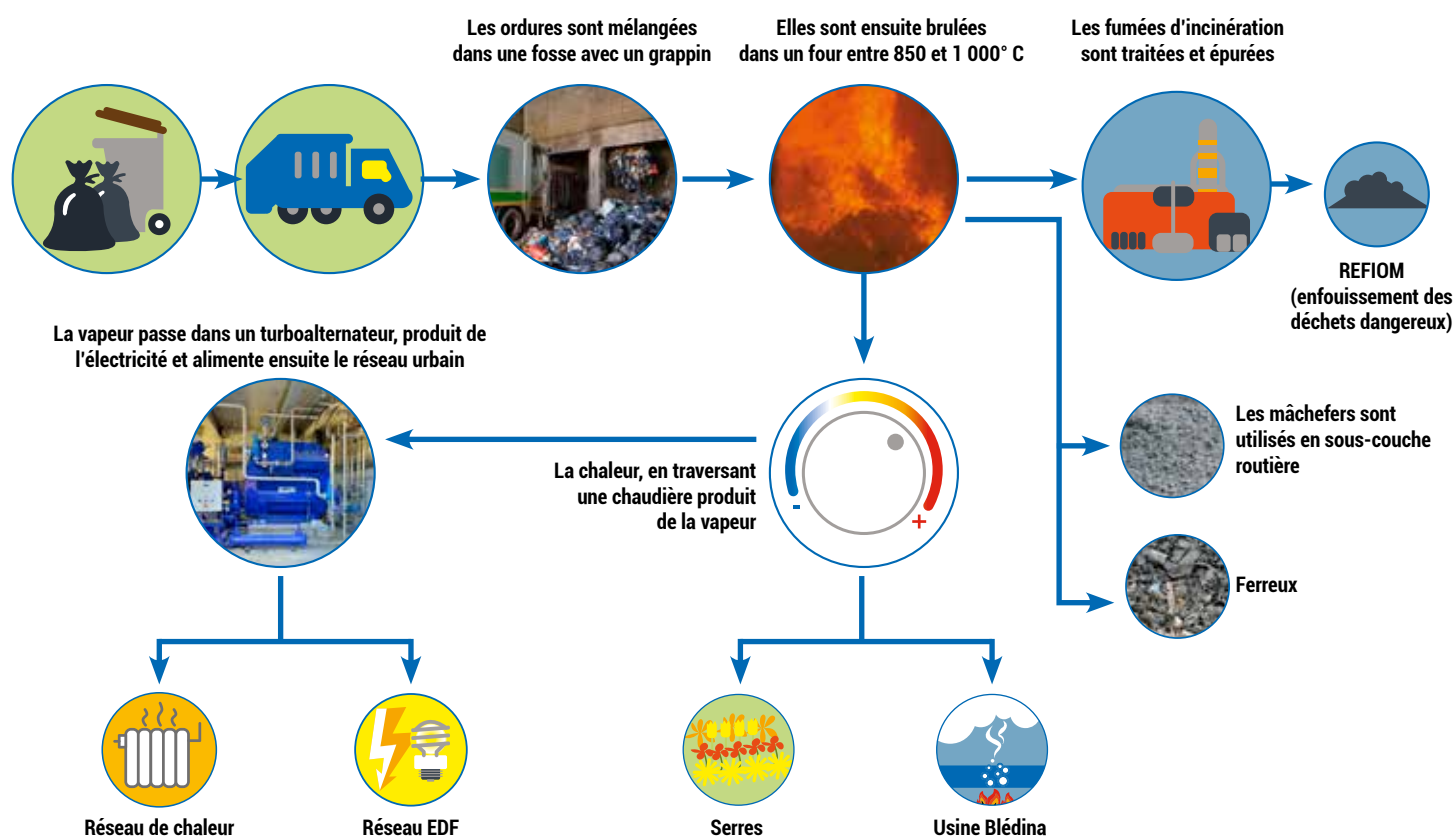 Les ordures sont mélangées
dans une fosse avec un grappin
Elles sont ensuite brulées
dans un four entre 850 et 1 000° C
Les fumées d'incinération
sont traitées et épurées
REFIOM
(enfouissement des
déchets dangereux)
La vapeur passe dans un turboalternateur, produit de
l'électricité et alimente ensuite le réseau urbain
La chaleur, en traversant
une chaudière produit
de la vapeur
-
+
Les mâchefers sont
utilisés en sous-couche
routière
Ferreux
Réseau de chaleur
Réseau EDF
Serres
Usine Blédina